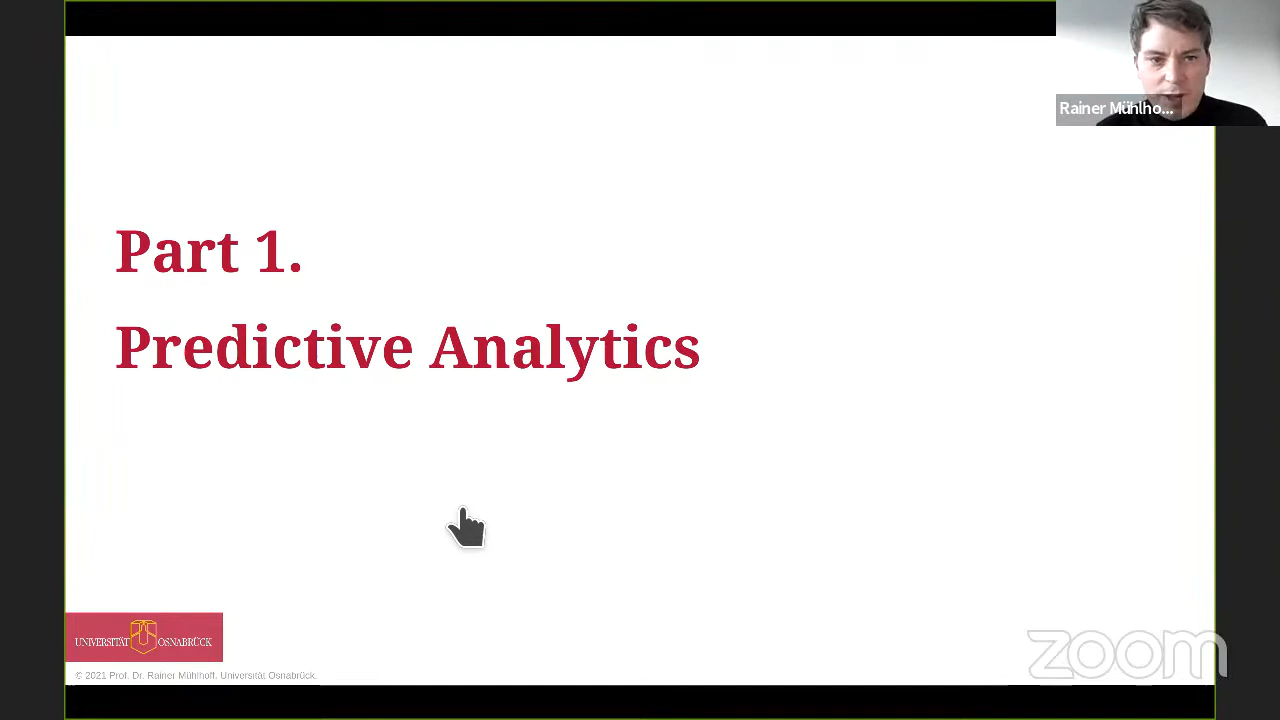 Rainer Mühlho...
Part 1.
Predictive Analytics
UNIVERSITÄT OSNABRÜCK
© 2021 Prof. Dr. Rainer Mühlhoff. Universität Osnabrück.
zoom